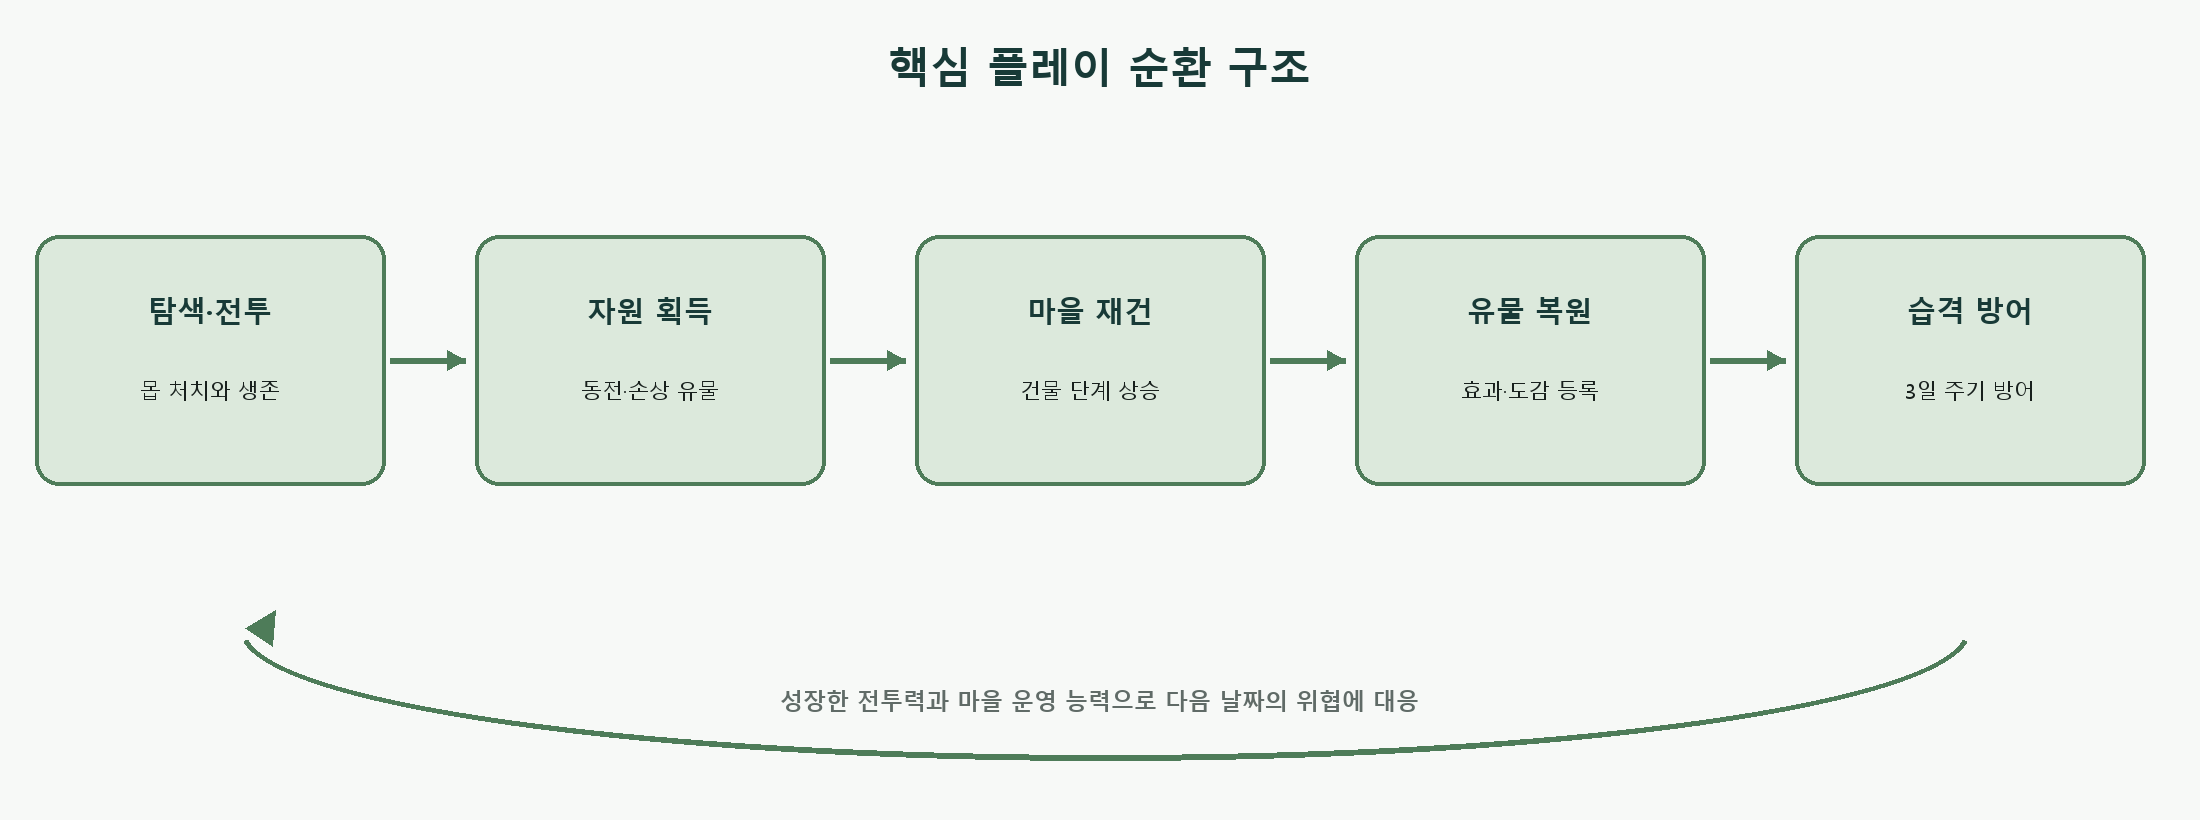 핵심 플레이 순환 구조
탐색·전투
몹 처치와 생존
자원 획득
동전·손상 유물
마을 재건
건물 단계 상승
유물 복원
효과·도감 등록
습격 방어
3일 주기 방어
성장한 전투력과 마을 운영 능력으로 다음 날짜의 위협에 대응